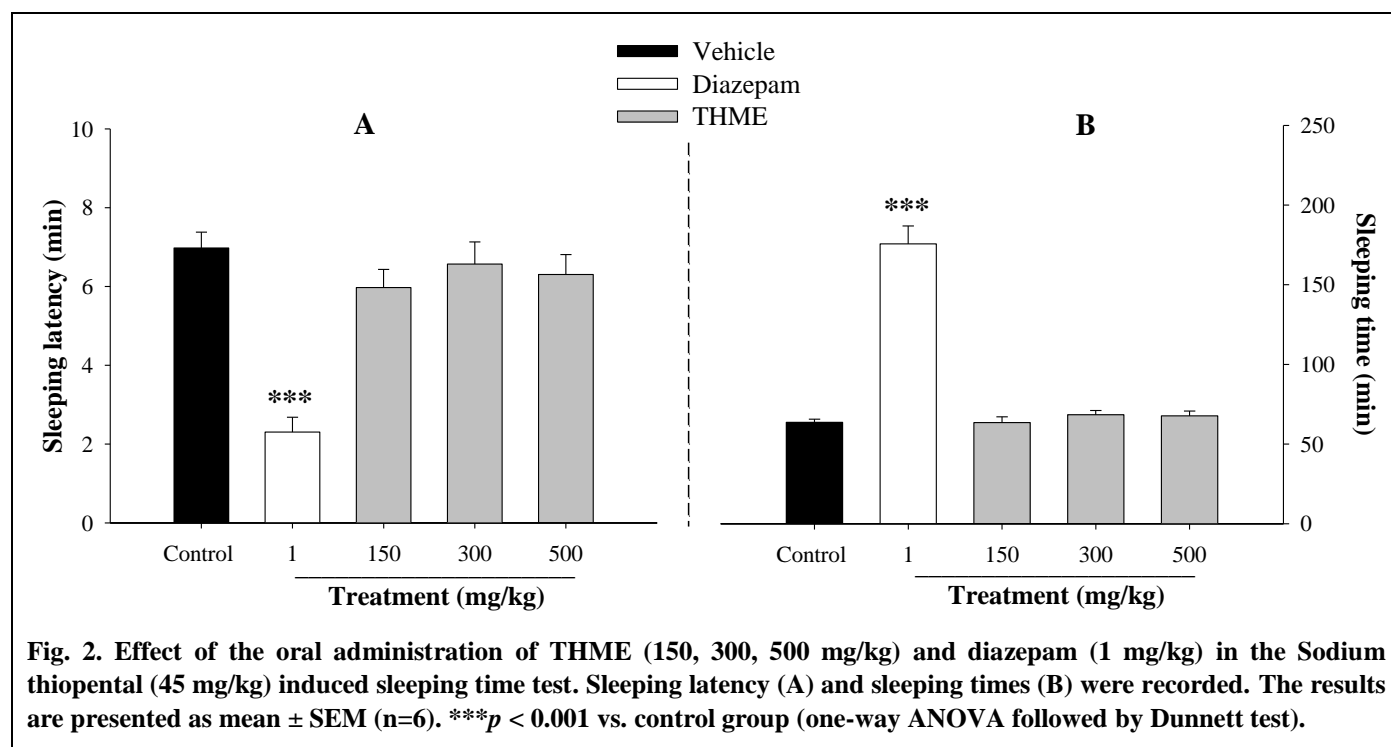 Vehicle
Diazepam
THME
A
B
10
8
6
4
2
0
Sleeping latency (min)
***
Control
1
150
300
500
Treatment (mg/kg)
***
250
200
150
100
50
0
Sleeping time (min)
Control
1
150
300
500
Treatment (mg/kg)
Fig. 2. Effect of the oral administration of THME (150, 300, 500 mg/kg) and diazepam (1 mg/kg) in the Sodium
thiopental (45 mg/kg) induced sleeping time test. Sleeping latency (A) and sleeping times (B) were recorded. The results
are presented as mean ± SEM (n=6). ***p < 0.001 vs. control group (one-way ANOVA followed by Dunnett test).